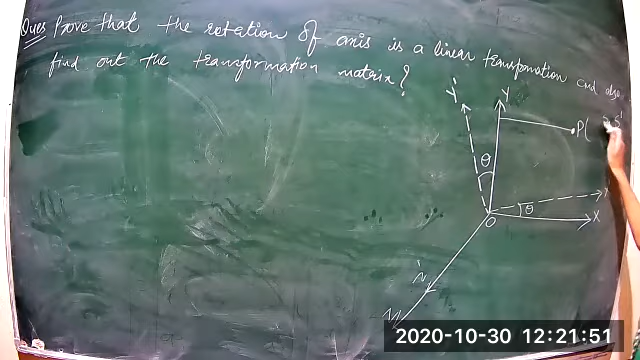 Ques Prove that the rotation of axis is a linear transformation and also
find out the transformation matrix?
Y' Y
P(
θ
θ
X
O
2020-10-30 12:21:51